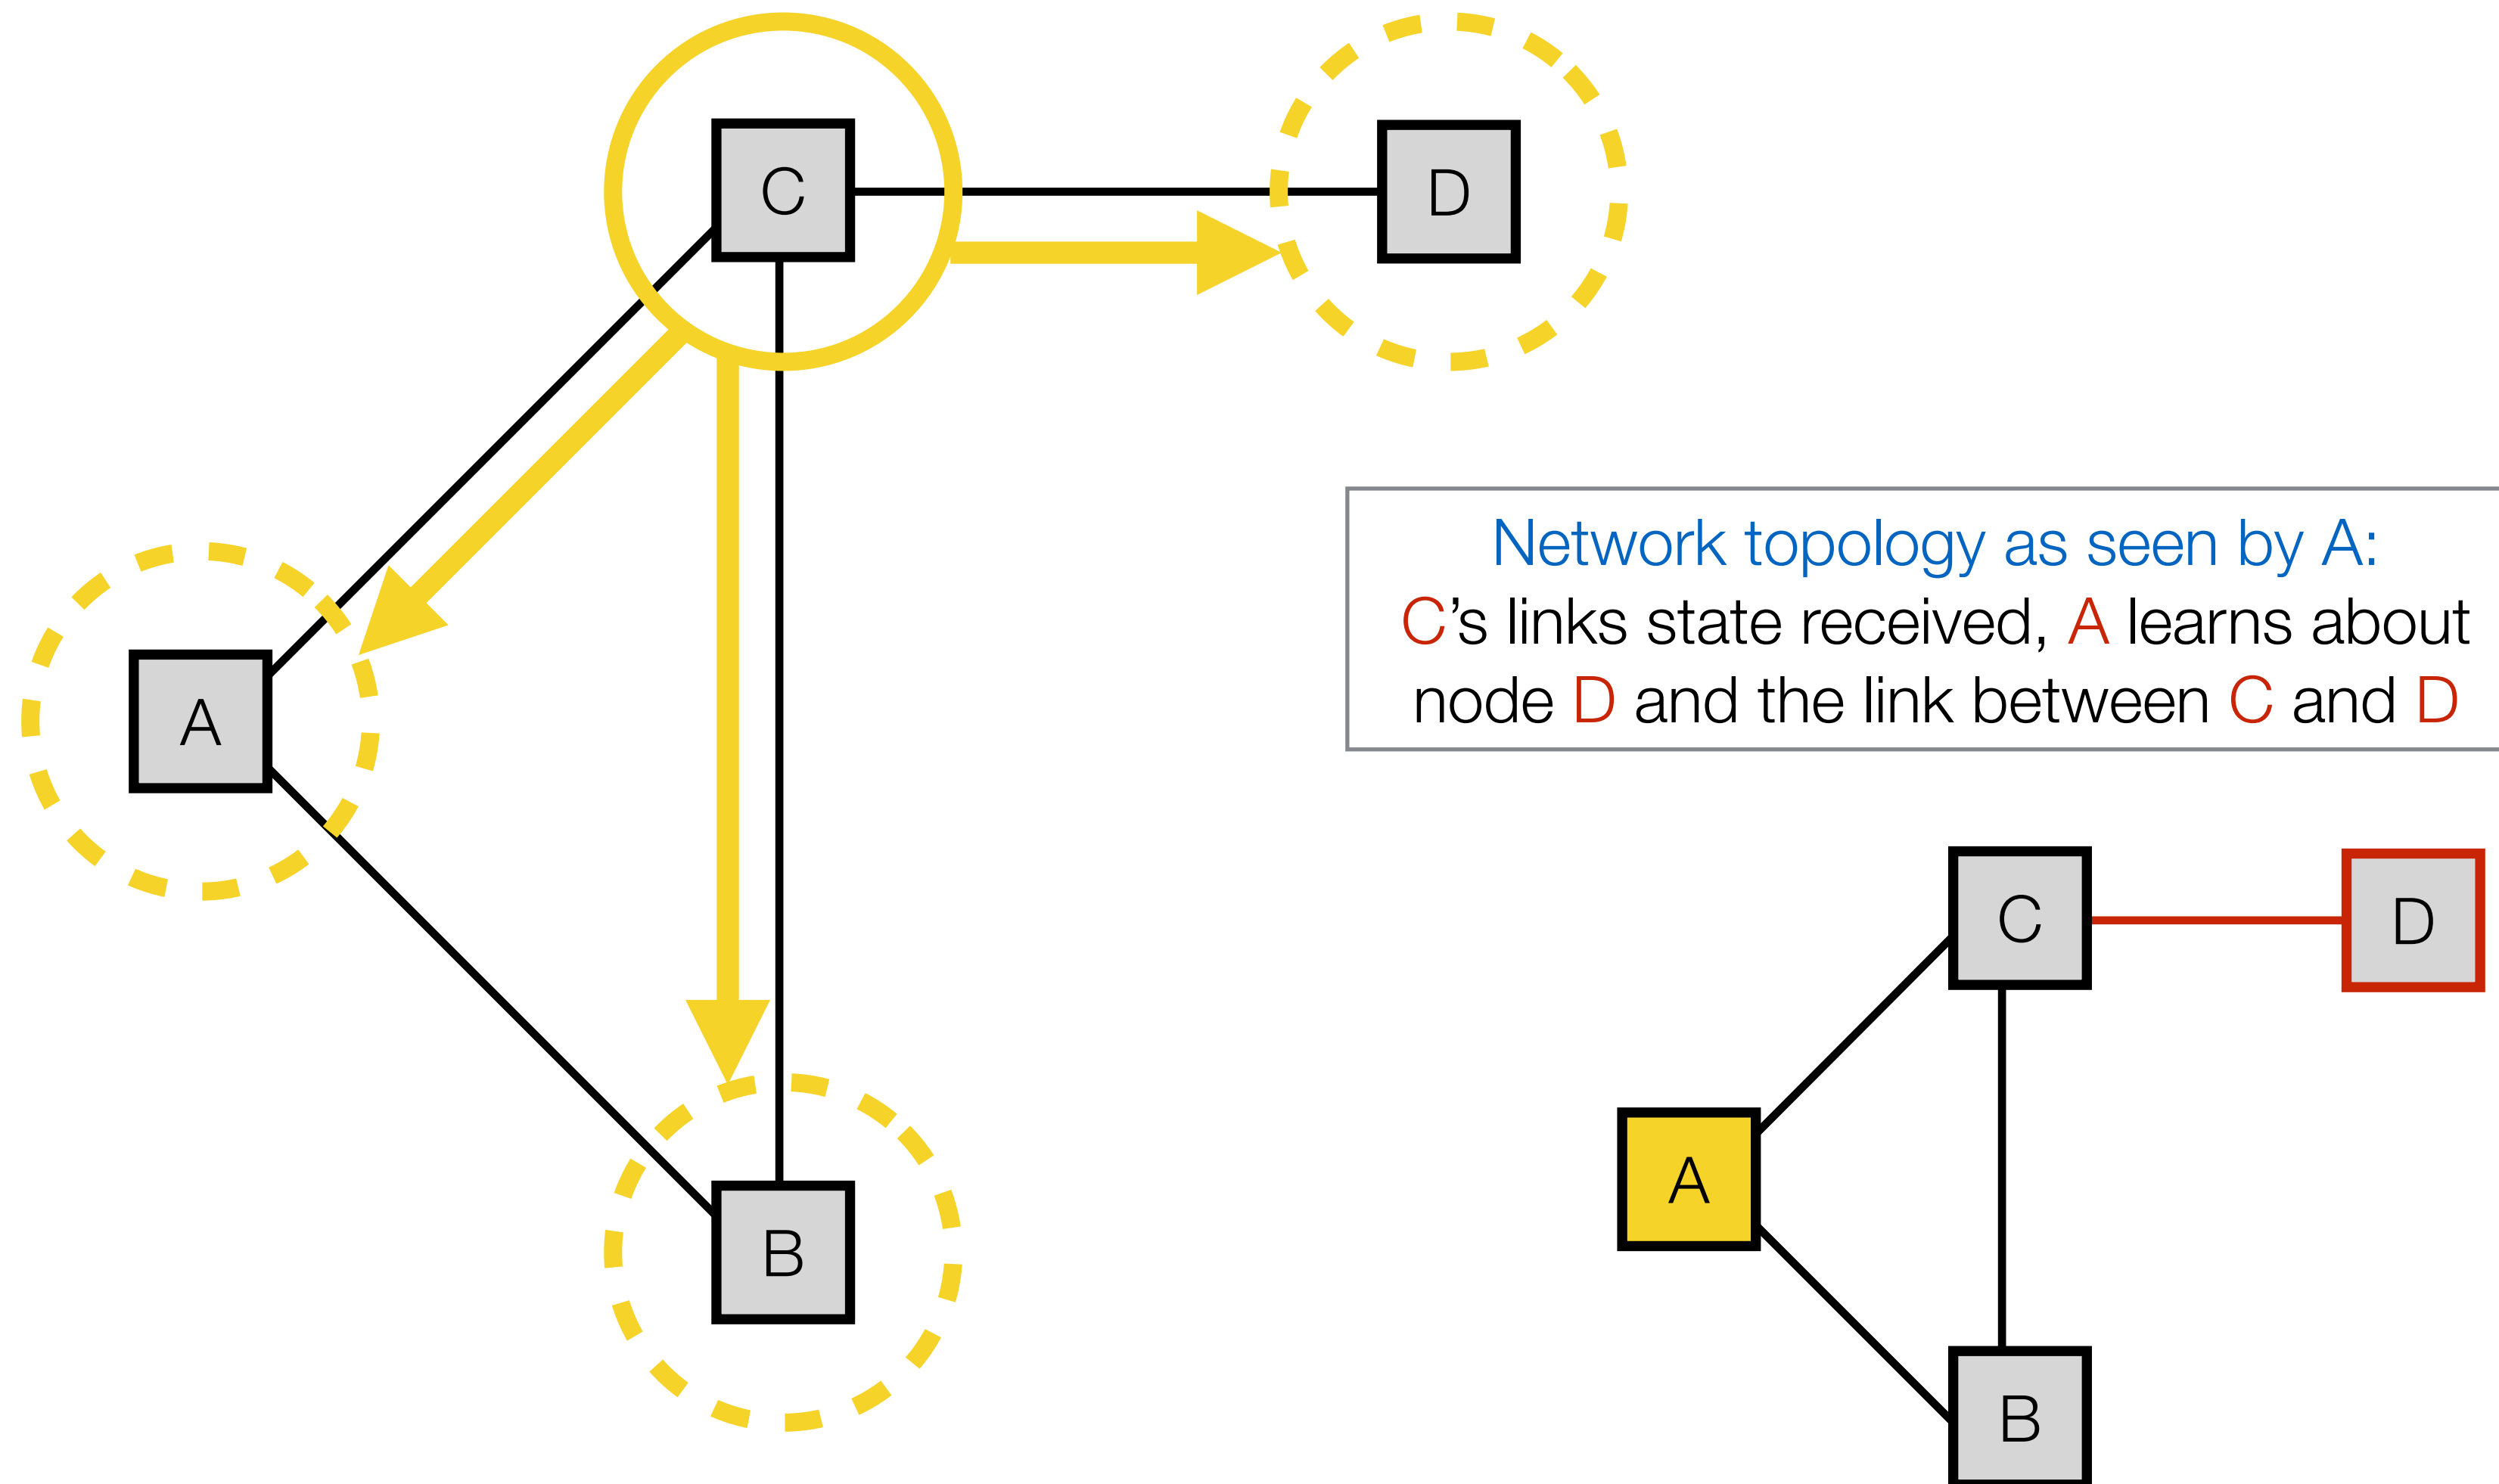 C
D
Network topology as seen by A:
C’s links state received, A learns about
node D and the link between C and D
A
C
D
A
B
B